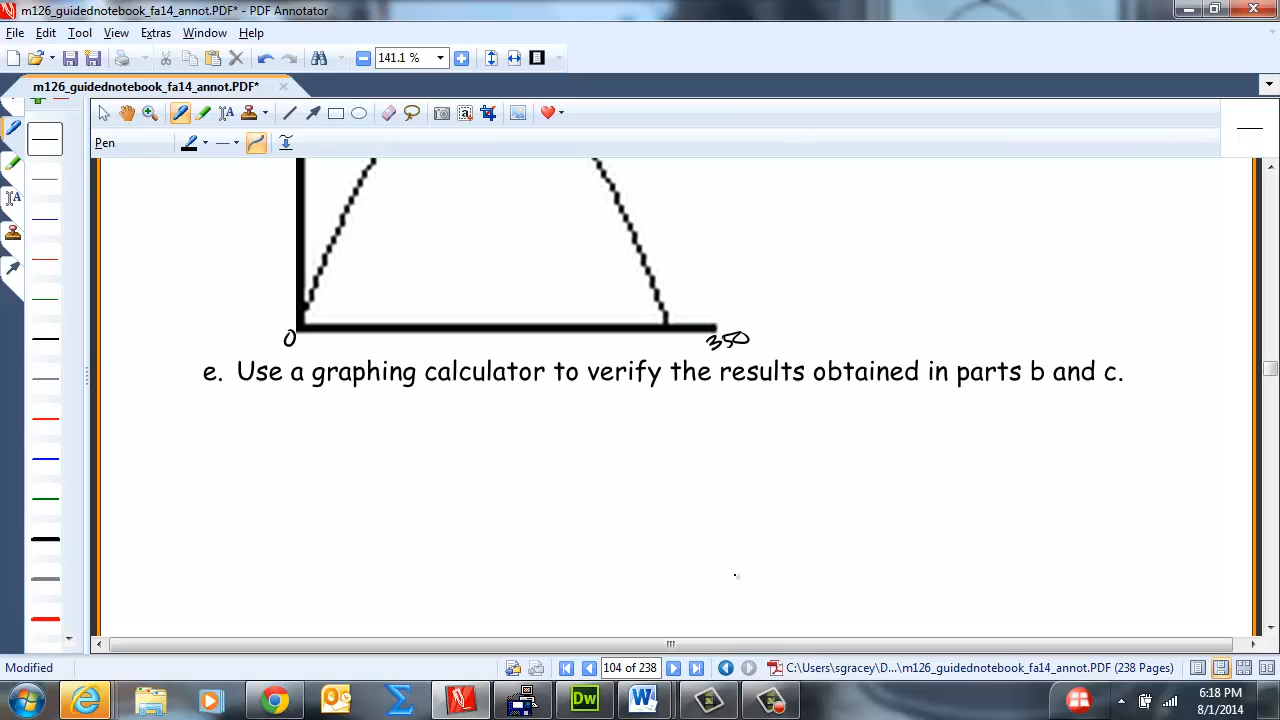 m126_guidednotebook_fa14_annot.PDF* - PDF Annotator
File Edit Tool View Extras Window Help
141.1 %
m126_guidednotebook_fa14_annot.PDF*
Pen
0
350
e. Use a graphing calculator to verify the results obtained in parts b and c.
Modified
104 of 238
C:\Users\sgracey\D...\m126_guidednotebook_fa14_annot.PDF (238 Pages)
Dw
6:18 PM
8/1/2014